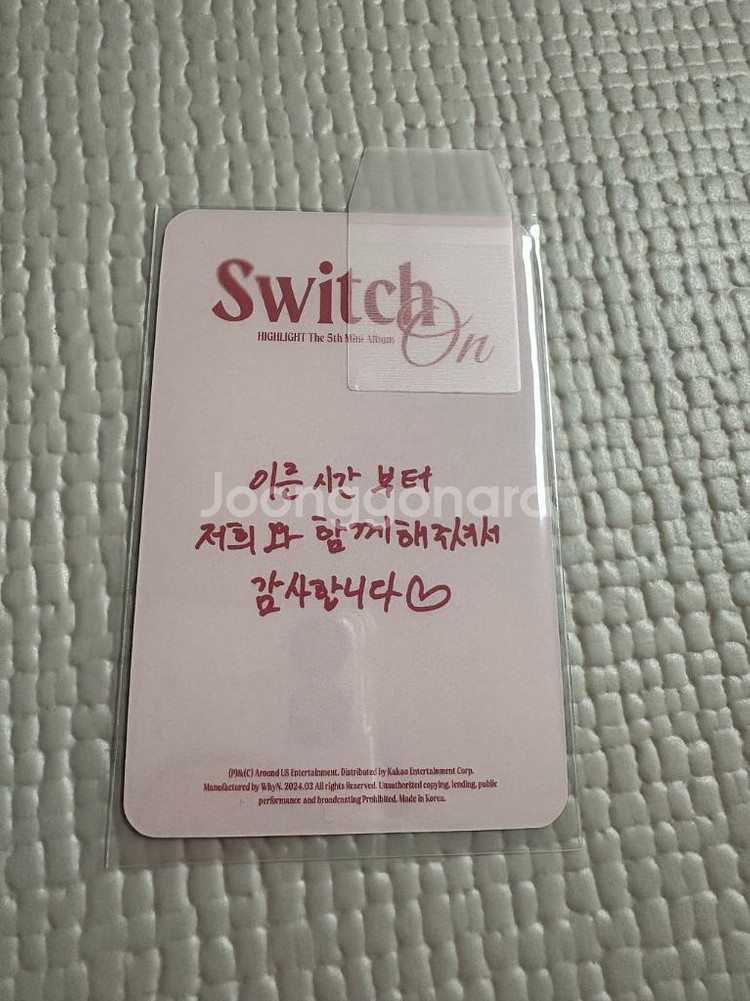 Switch On
HIGHLIGHT The 5th Mini Album
이른 시간 부터
Joonggonara
저희와 함께해주셔서
감사합니다♡
(P)&(C) Around US Entertainment. Distributed by Kakao Entertainment Corp.
Manufactured by WhyN. 2024.03 All rights Reserved. Unauthorized copying, lending, public
performance and broadcasting Prohibited. Made in Korea.